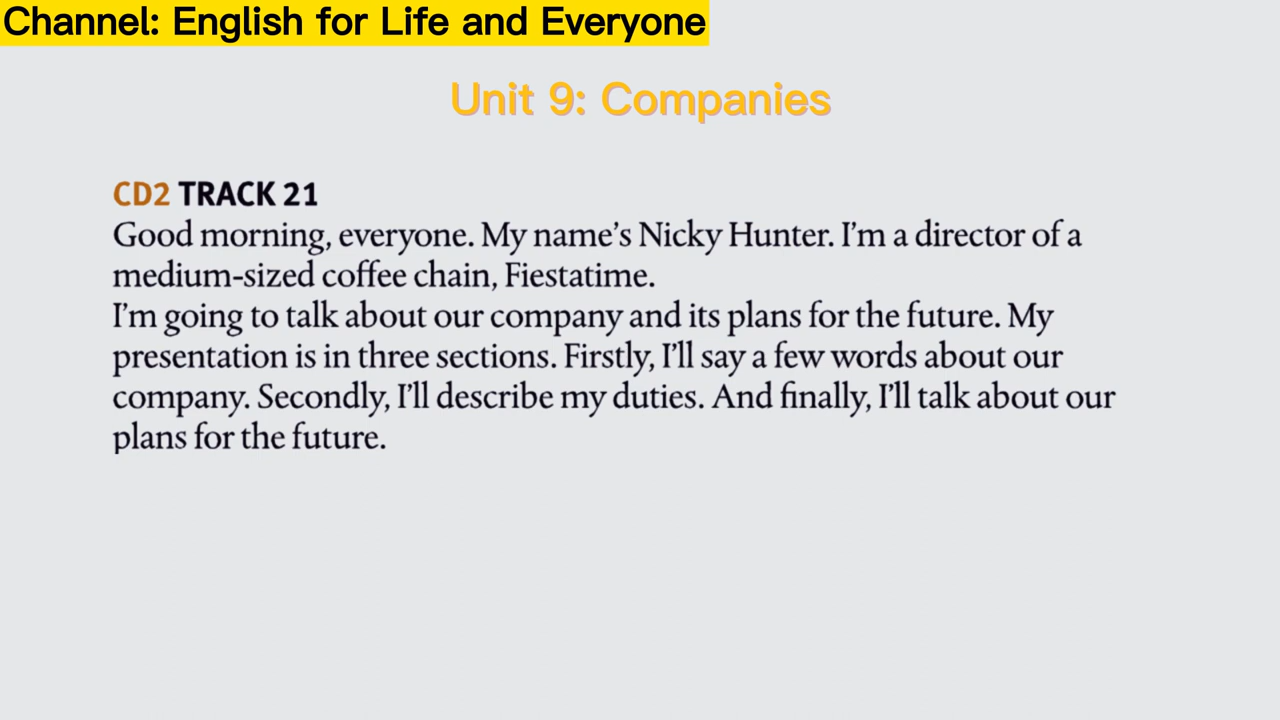 Channel: English for Life and Everyone
Unit 9: Companies
CD2 TRACK 21
Good morning, everyone. My name’s Nicky Hunter. I’m a director of a
medium-sized coffee chain, Fiestatime.
I’m going to talk about our company and its plans for the future. My
presentation is in three sections. Firstly, I’ll say a few words about our
company. Secondly, I’ll describe my duties. And finally, I’ll talk about our
plans for the future.